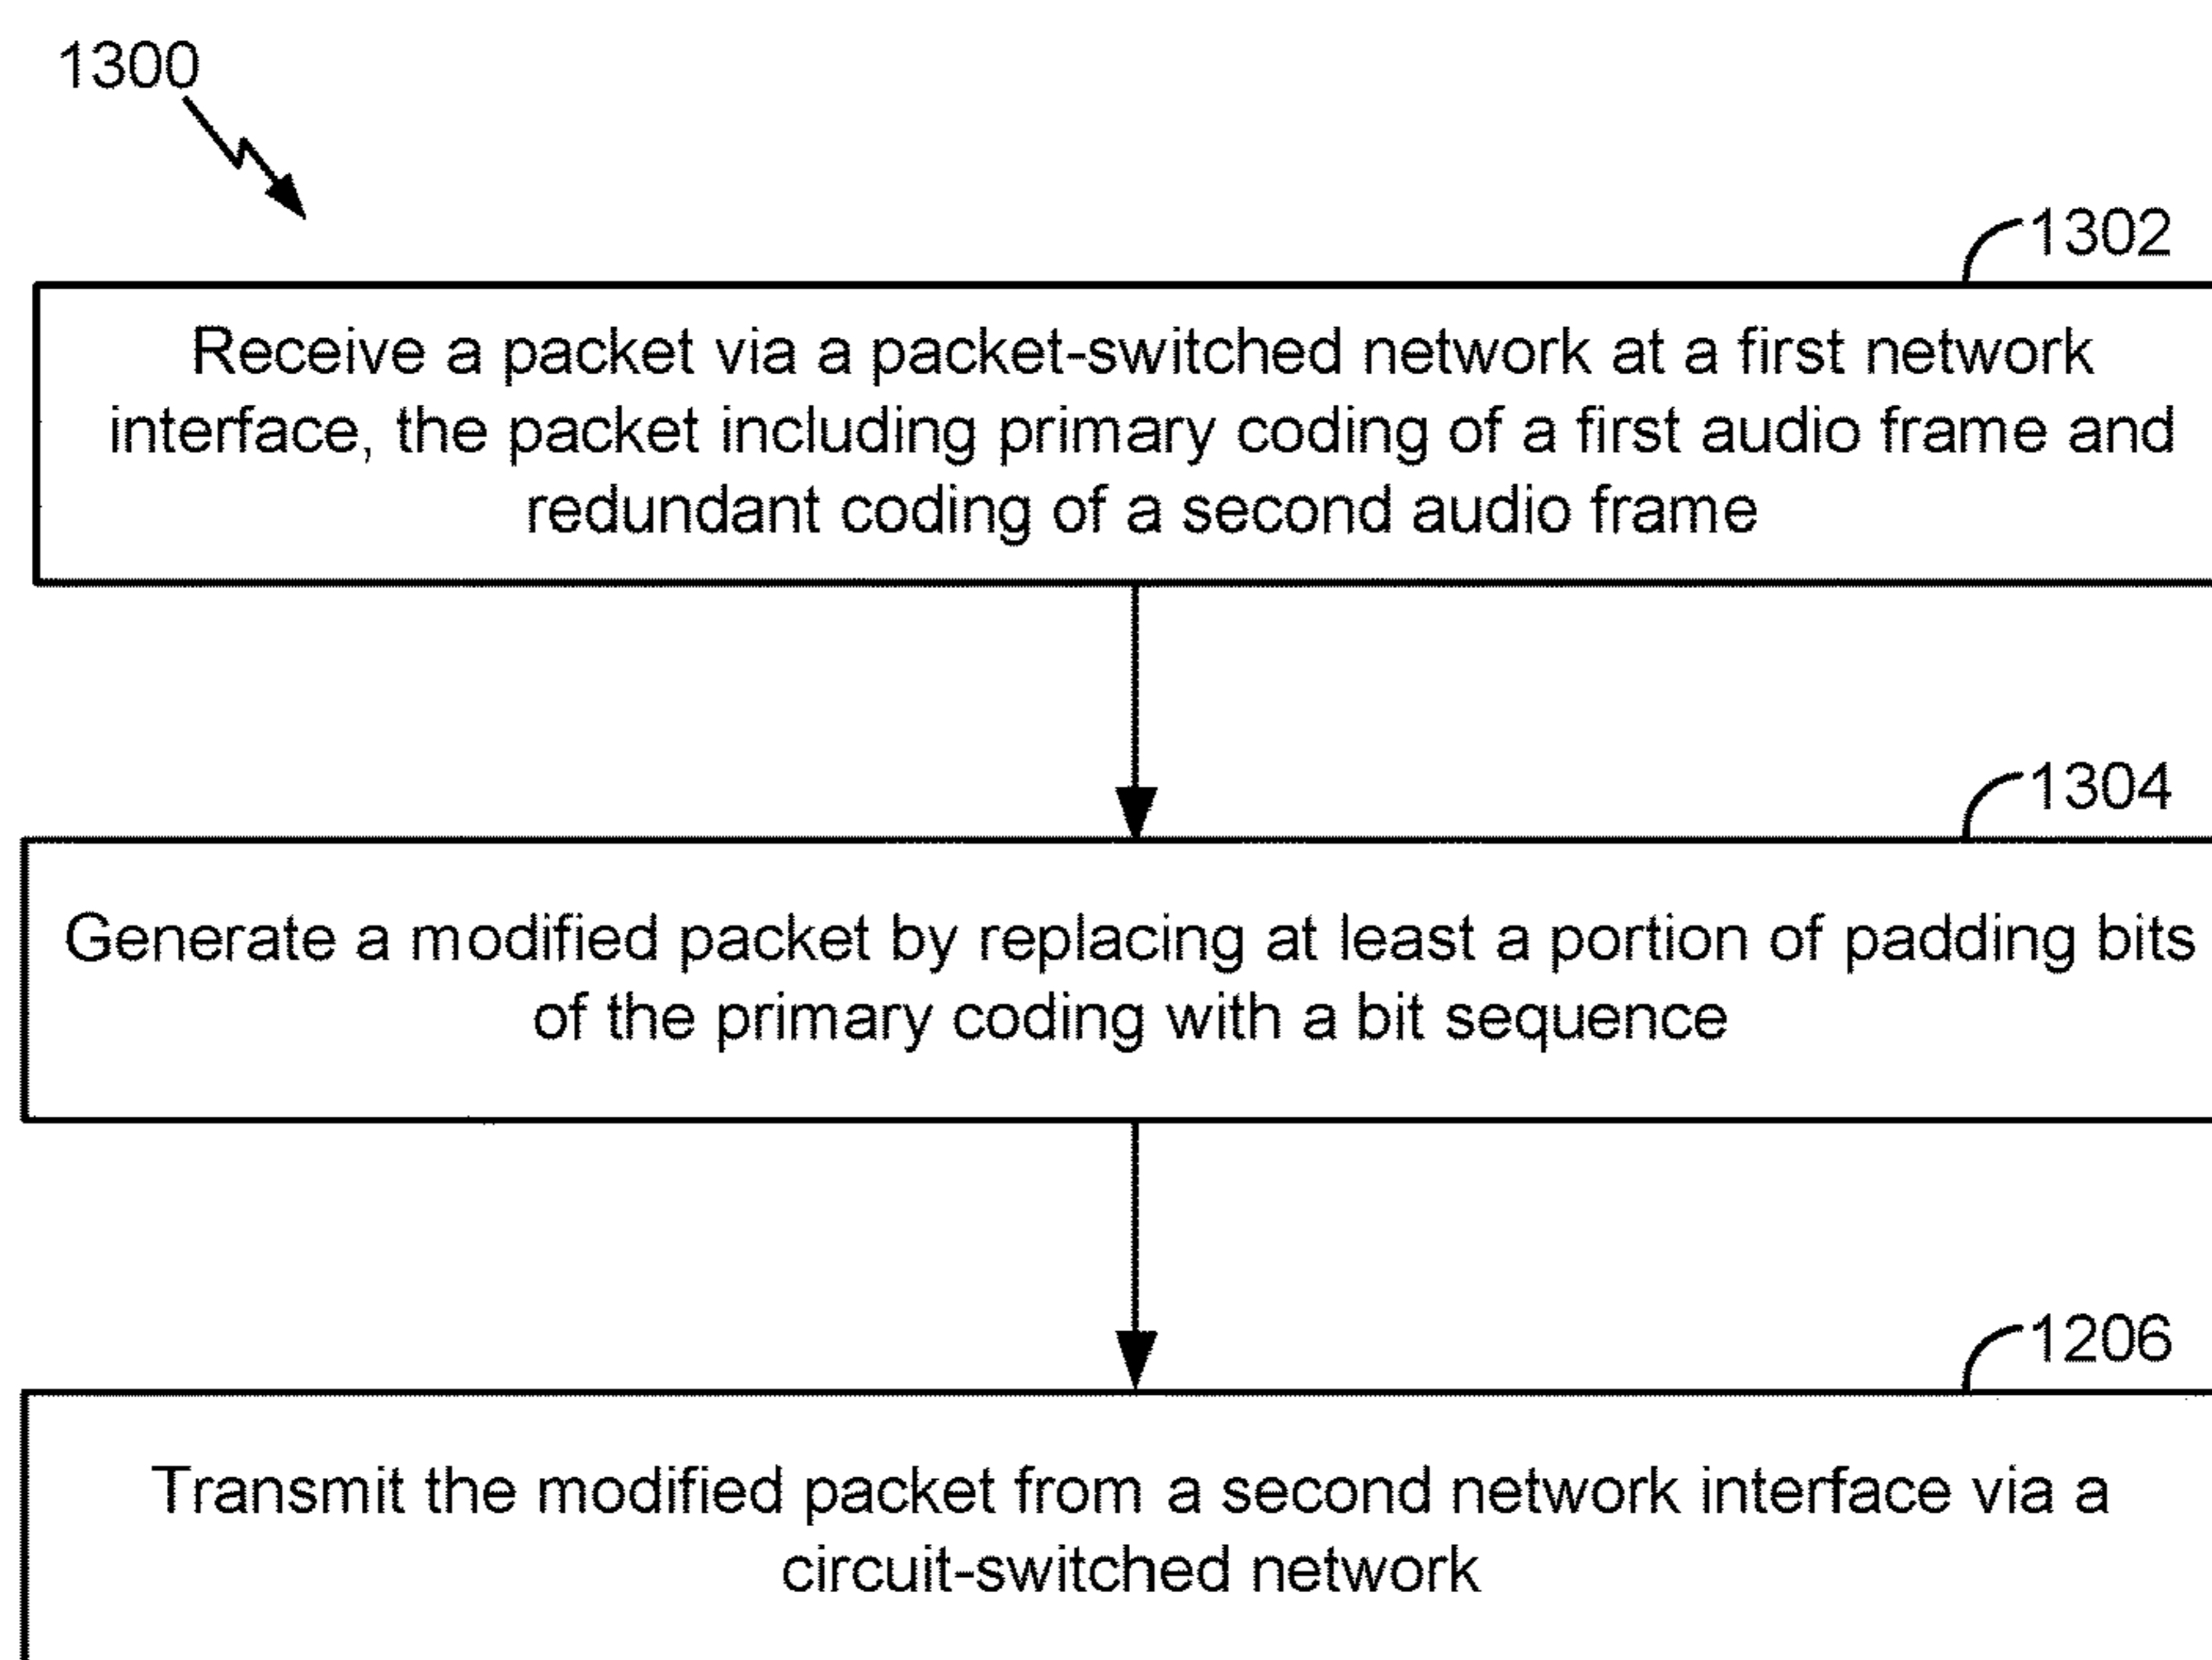 1300
1302
Receive a packet via a packet-switched network at a first network
interface, the packet including primary coding of a first audio frame and
redundant coding of a second audio frame
1304
Generate a modified packet by replacing at least a portion of padding bits
of the primary coding with a bit sequence
1206
Transmit the modified packet from a second network interface via a
circuit-switched network